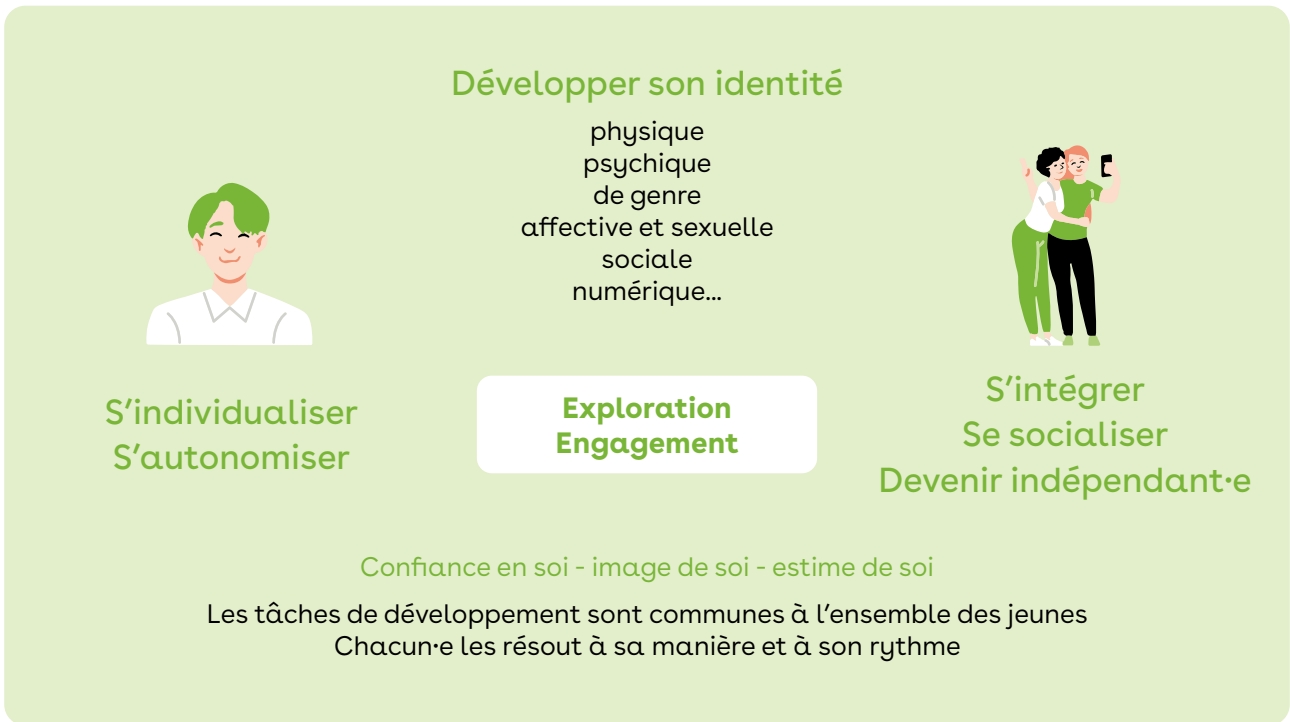 Développer son identité
physique
psychique
de genre
affective et sexuelle
sociale
numérique...
S'individualiser
S'autonomiser
Exploration
Engagement
S'intégrer
Se socialiser
Devenir indépendant·e
Confiance en soi - image de soi - estime de soi
Les tâches de développement sont communes à l'ensemble des jeunes
Chacun·e les résout à sa manière et à son rythme